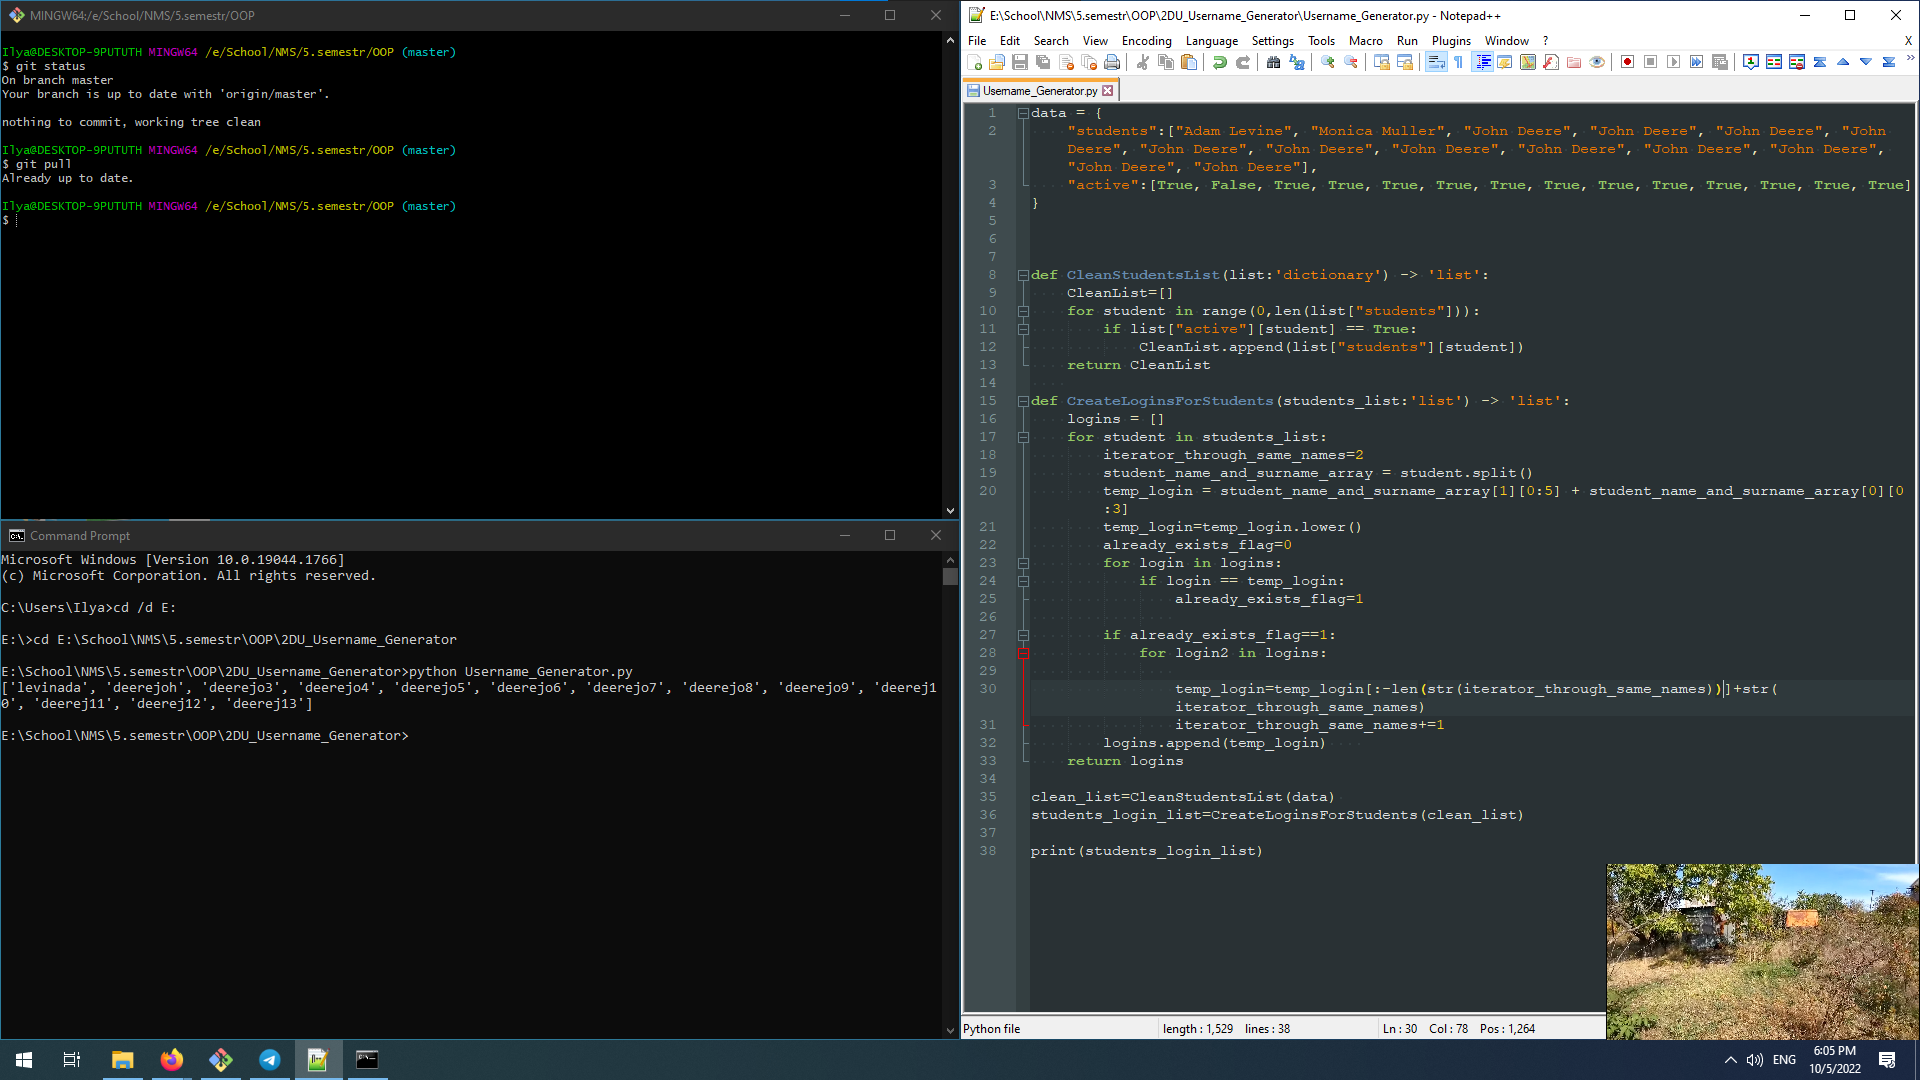 MINGW64:/e/School/NMS/5.semestr/OOP
Ilya@DESKTOP-9PUTUTH MINGW64 /e/School/NMS/5.semestr/OOP (master)
$ git status
On branch master
Your branch is up to date with 'origin/master'.
nothing to commit, working tree clean
Ilya@DESKTOP-9PUTUTH MINGW64 /e/School/NMS/5.semestr/OOP (master)
$ git pull
Already up to date.
Ilya@DESKTOP-9PUTUTH MINGW64 /e/School/NMS/5.semestr/OOP (master)
$
Command Prompt
Microsoft Windows [Version 10.0.19044.1766]
(c) Microsoft Corporation. All rights reserved.
C:\Users\Ilya>cd /d E:
E:\>cd E:\School\NMS\5.semestr\OOP\2DU_Username_Generator
E:\School\NMS\5.semestr\OOP\2DU_Username_Generator>python Username_Generator.py
['levinada', 'deerejoh', 'deerejo3', 'deerejo4', 'deerejo5', 'deerejo6', 'deerejo7', 'deerejo8', 'deerejo9', 'deerej1
0', 'deerej11', 'deerej12', 'deerej13']
E:\School\NMS\5.semestr\OOP\2DU_Username_Generator>
E:\School\NMS\5.semestr\OOP\2DU_Username_Generator\Username_Generator.py - Notepad++
File Edit Search View Encoding Language Settings Tools Macro Run Plugins Window ? X
Username_Generator.py
1 data = {
2 "students":["Adam Levine", "Monica Muller", "John Deere", "John Deere", "John Deere", "John
Deere", "John Deere", "John Deere", "John Deere", "John Deere", "John Deere", "John Deere",
"John Deere", "John Deere"],
3 "active":[True, False, True, True, True, True, True, True, True, True, True, True, True, True]
4 }
5
6
7
8 def CleanStudentsList(list:'dictionary') -> 'list':
9 CleanList=[]
10 for student in range(0,len(list["students"])):
11 if list["active"][student] == True:
12 CleanList.append(list["students"][student])
13 return CleanList
14
15 def CreateLoginsForStudents(students_list:'list') -> 'list':
16 logins = []
17 for student in students_list:
18 iterator_through_same_names=2
19 student_name_and_surname_array = student.split()
20 temp_login = student_name_and_surname_array[1][0:5] + student_name_and_surname_array[0][0
:3]
21 temp_login=temp_login.lower()
22 already_exists_flag=0
23 for login in logins:
24 if login == temp_login:
25 already_exists_flag=1
26
27 if already_exists_flag==1:
28 for login2 in logins:
29
30 temp_login=temp_login[:-len(str(iterator_through_same_names))]+str(
iterator_through_same_names)
31 iterator_through_same_names+=1
32 logins.append(temp_login)
33 return logins
34
35 clean_list=CleanStudentsList(data)
36 students_login_list=CreateLoginsForStudents(clean_list)
37
38 print(students_login_list)
Python file length : 1,529 lines : 38 Ln : 30 Col : 78 Pos : 1,264
ENG
6:05 PM
10/5/2022